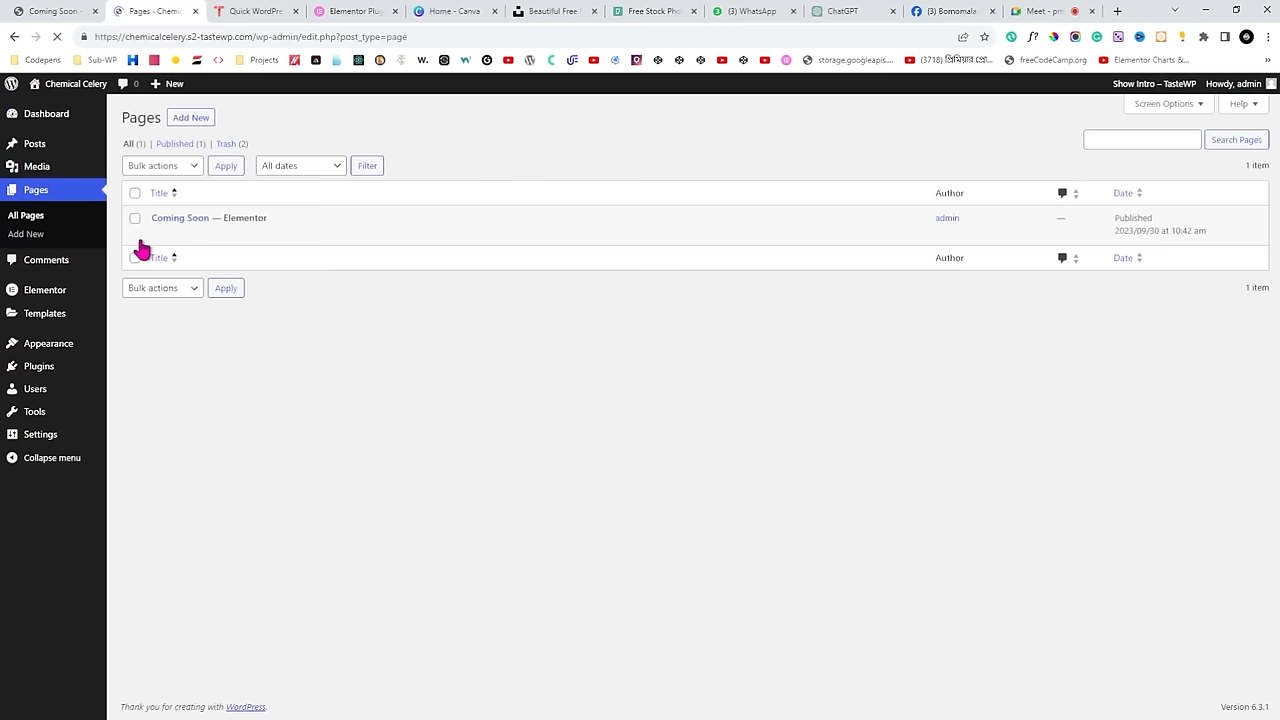 Coming Soon –
Pages ‹ Chemic
Quick WordPre
Elementor Plug
Home - Canva
Beautiful Free I
Free Stock Pho
(3) WhatsApp
ChatGPT
(3) Bornomala
Meet - pm
https://chemicalcelery.s2-tastewp.com/wp-admin/edit.php?post_type=page
Codepens
Sub-WP
Projects
storage.googleapis....
freeCodeCamp.org
Elementor Charts &...
Chemical Celery
0
New
Show Intro – TasteWP
Howdy, admin
Dashboard
Posts
Media
Pages
All Pages
Add New
Comments
Elementor
Templates
Appearance
Plugins
Users
Tools
Settings
Collapse menu
Pages
Add New
Screen Options
Help
All (1) | Published (1) | Trash (2)
Search Pages
Bulk actions
Apply
All dates
Filter
1 item
Title
Author
Date
Coming Soon — Elementor
admin
—
Published
2023/09/30 at 10:42 am
Title
Author
Date
Bulk actions
Apply
1 item
Thank you for creating with WordPress.
Version 6.3.1